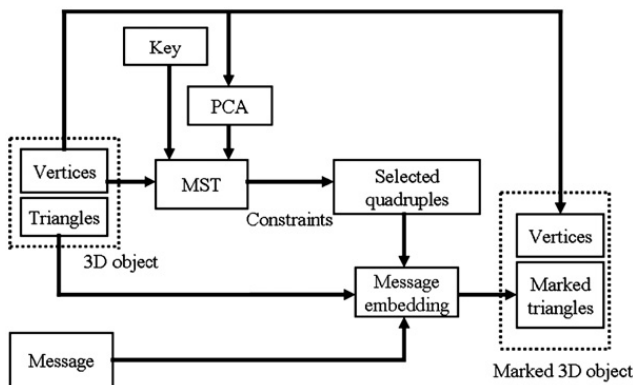 Key
PCA
Vertices
Triangles
3D object
MST
Constraints
Selected
quadruples
Message
embedding
Vertices
Marked
triangles
Marked 3D object
Message